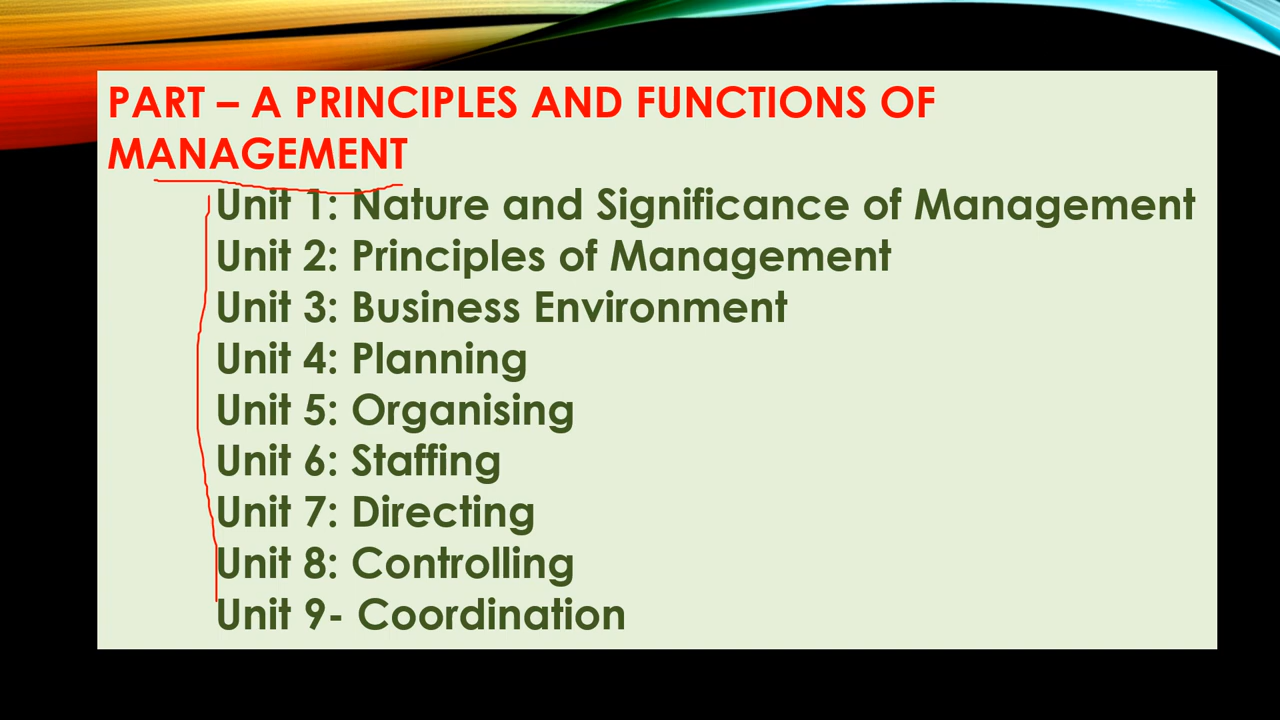 PART – A PRINCIPLES AND FUNCTIONS OF
MANAGEMENT
Unit 1: Nature and Significance of Management
Unit 2: Principles of Management
Unit 3: Business Environment
Unit 4: Planning
Unit 5: Organising
Unit 6: Staffing
Unit 7: Directing
Unit 8: Controlling
Unit 9- Coordination